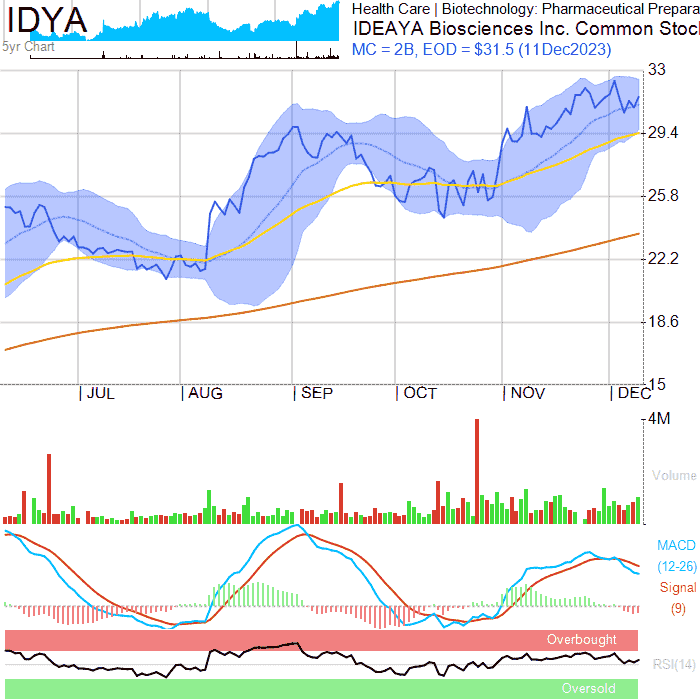 IDYA
5yr Chart
Health Care | Biotechnology: Pharmaceutical Prepara
IDEAYA Biosciences Inc. Common Stoc
MC = 2B, EOD = $31.5 (11Dec2023)
33
29.4
25.8
22.2
18.6
15
| JUL
| AUG
| SEP
| OCT
| NOV
| DEC
4M
Volume
MACD
(12-26)
Signal
(9)
Overbought
RSI(14)
Oversold